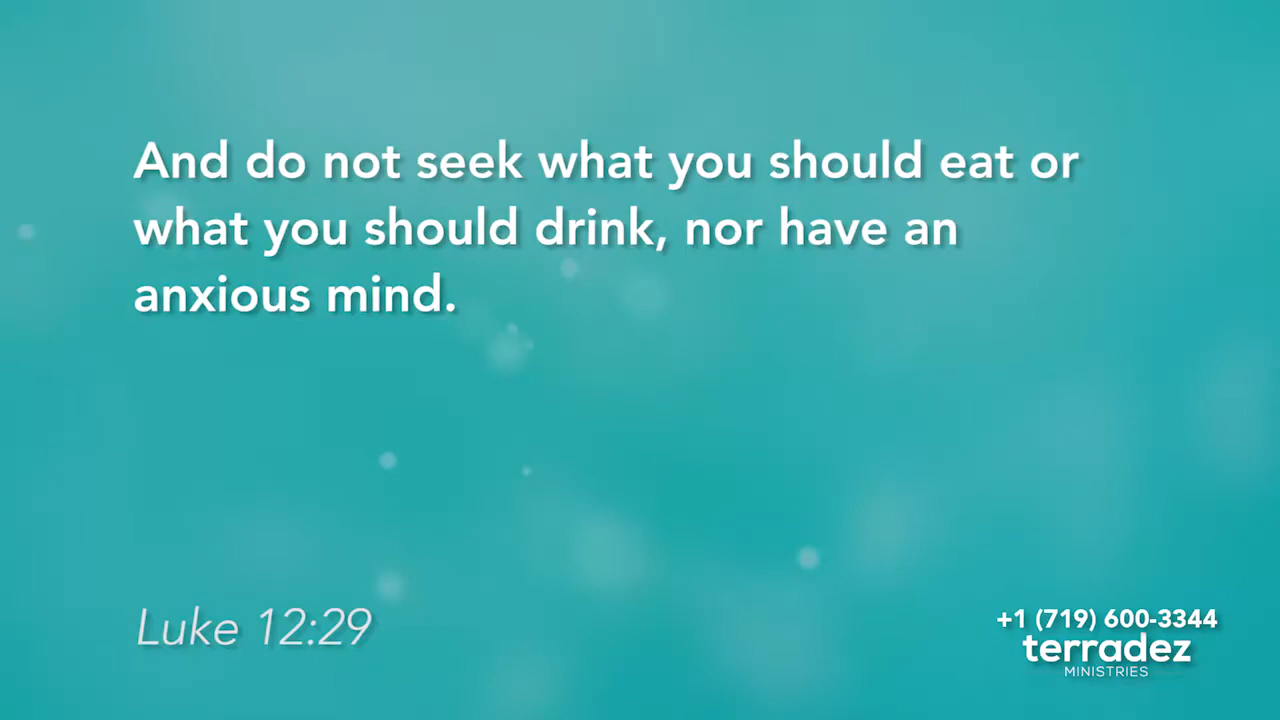 And do not seek what you should eat or
what you should drink, nor have an
anxious mind.
Luke 12:29
+1 (719) 600-3344
terradez
MINISTRIES